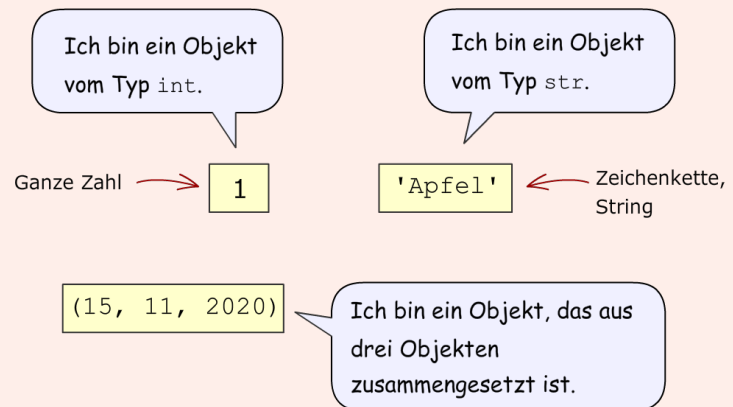 Ich bin ein Objekt
vom Typ int.
Ich bin ein Objekt
vom Typ str.
Ganze Zahl
1
'Apfel'
Zeichenkette,
String
(15, 11, 2020)
Ich bin ein Objekt, das aus
drei Objekten
zusammengesetzt ist.